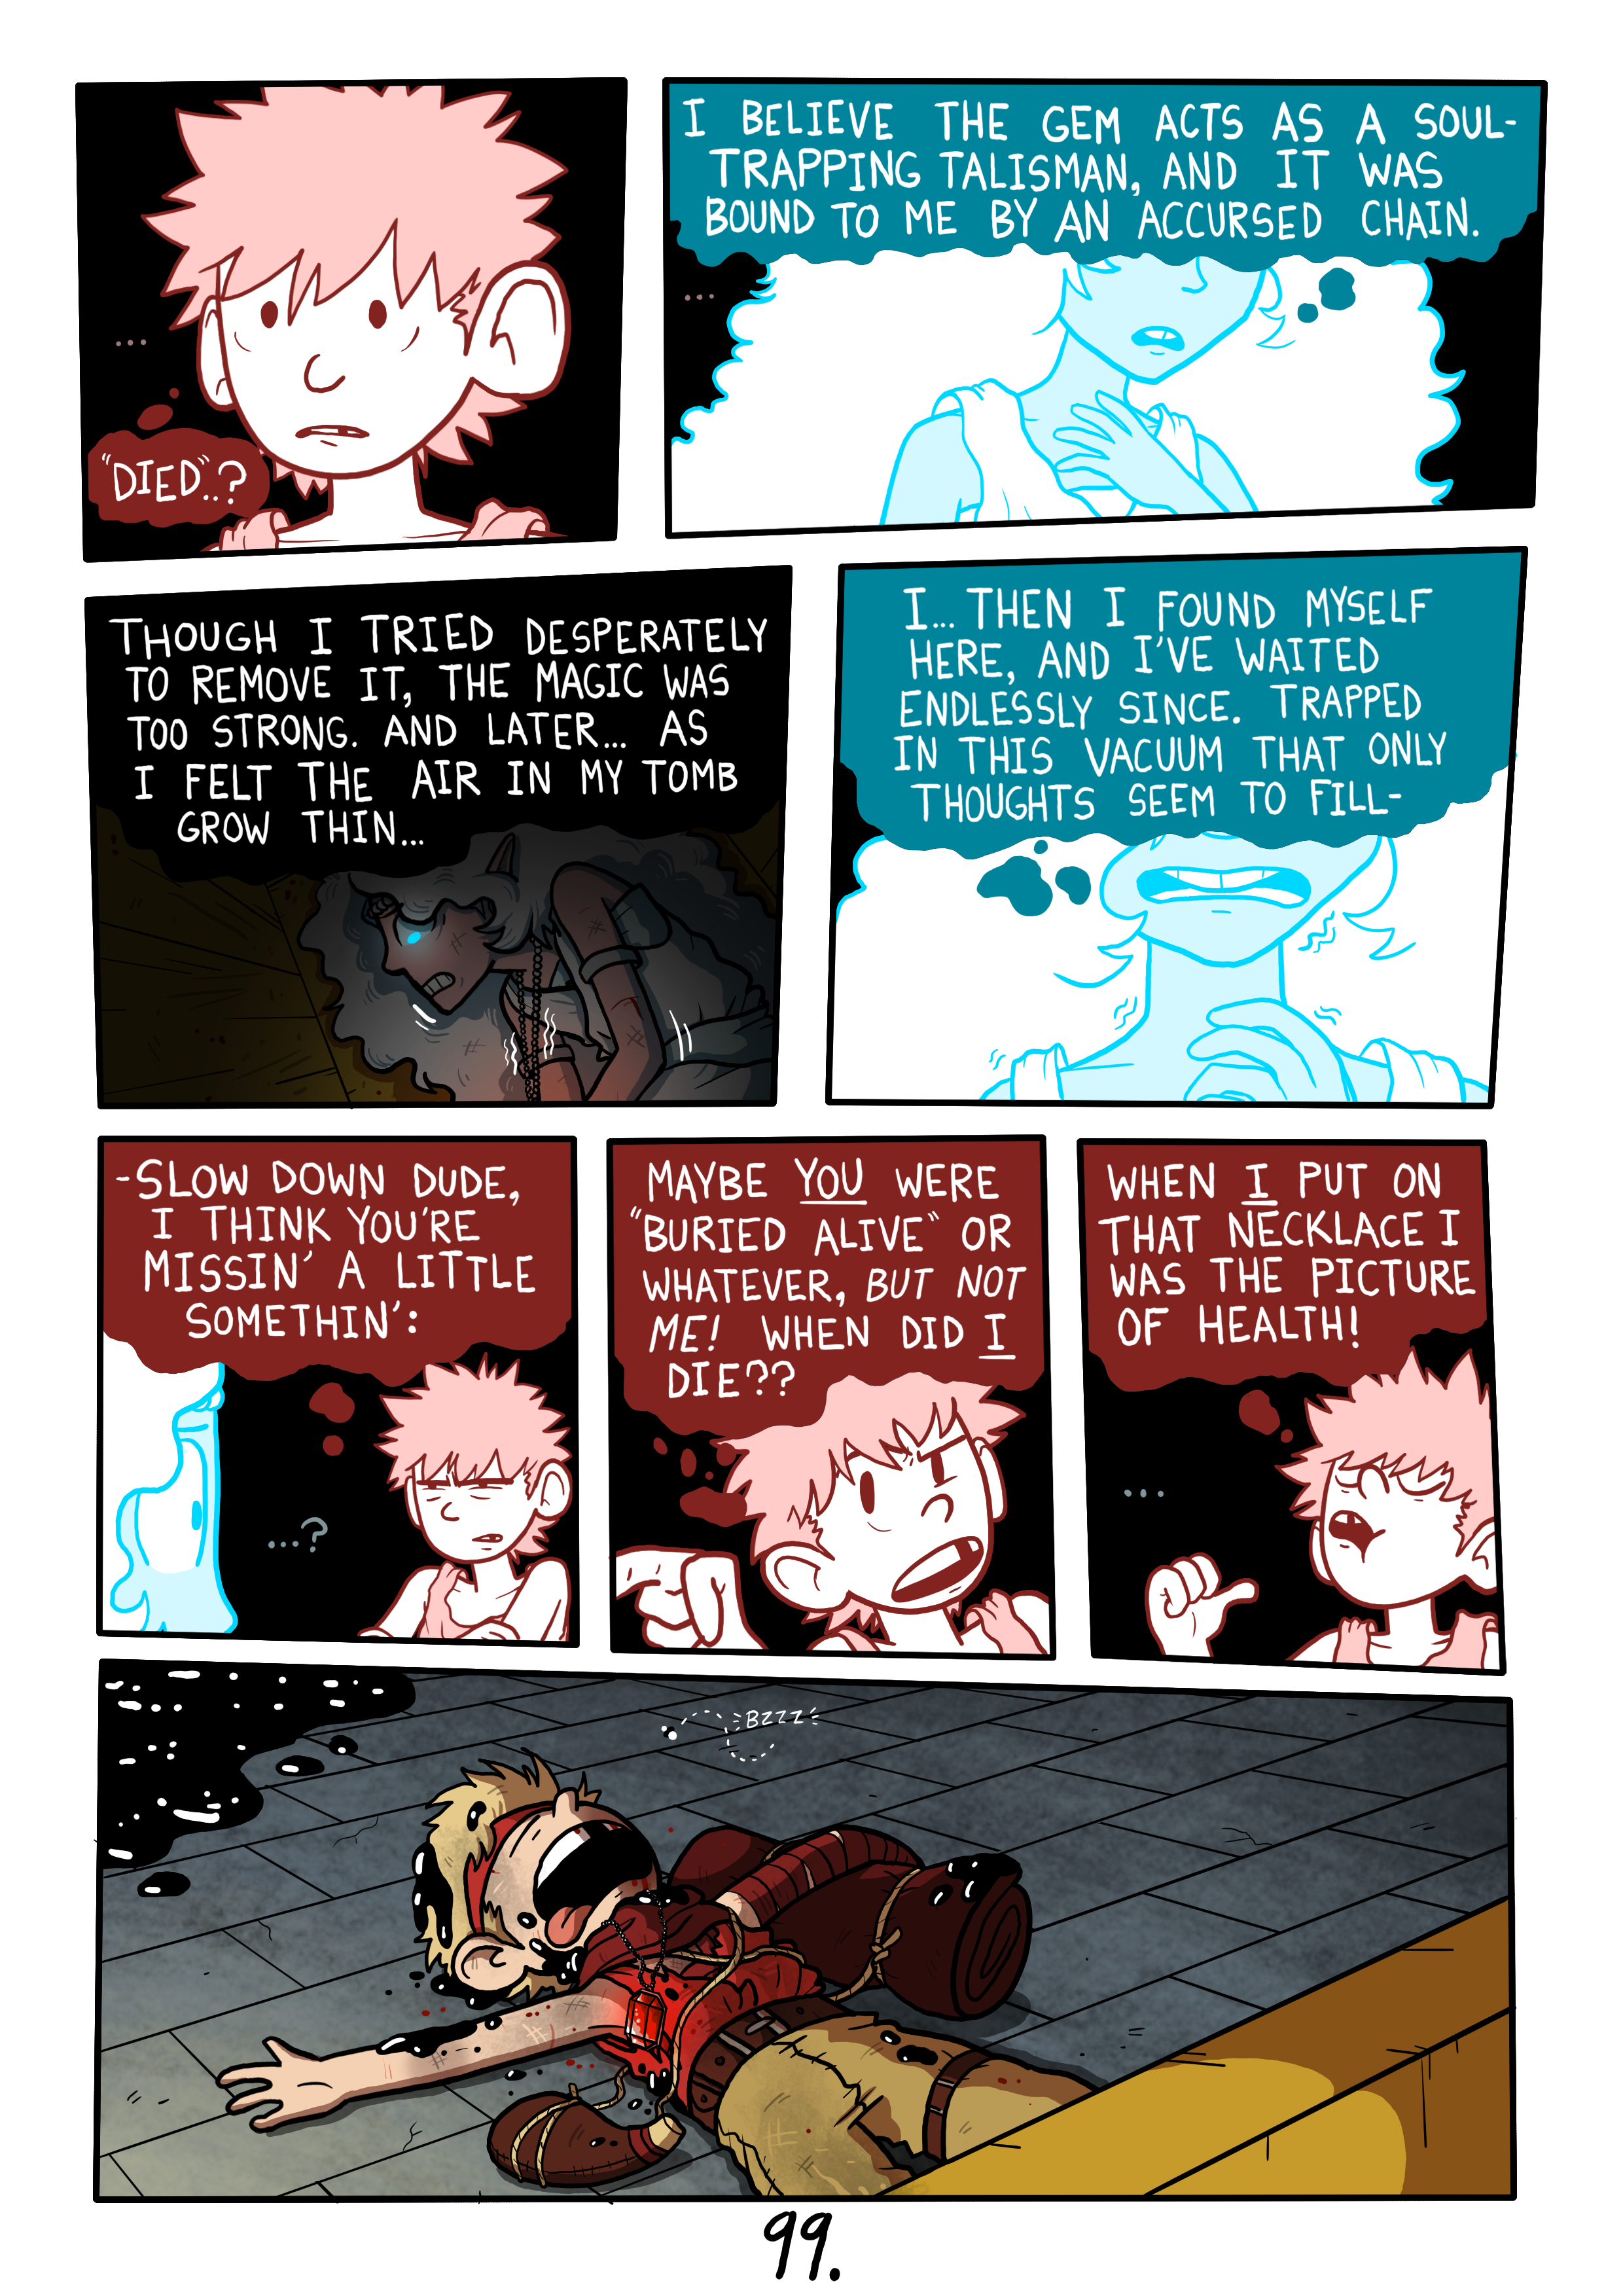 ...
"DIED"..?
I BELIEVE THE GEM ACTS AS A SOUL-
TRAPPING TALISMAN, AND IT WAS
BOUND TO ME BY AN ACCURSED CHAIN.
...
THOUGH I TRIED DESPERATELY
TO REMOVE IT, THE MAGIC WAS
TOO STRONG. AND LATER... AS
I FELT THE AIR IN MY TOMB
GROW THIN...
I... THEN I FOUND MYSELF
HERE, AND I'VE WAITED
ENDLESSLY SINCE. TRAPPED
IN THIS VACUUM THAT ONLY
THOUGHTS SEEM TO FILL-
-SLOW DOWN DUDE,
I THINK YOU'RE
MISSIN' A LITTLE
SOMETHIN':
...?
MAYBE YOU WERE
"BURIED ALIVE" OR
WHATEVER, BUT NOT
ME! WHEN DID I
DIE??
WHEN I PUT ON
THAT NECKLACE I
WAS THE PICTURE
OF HEALTH!
...
BZZZ
99.